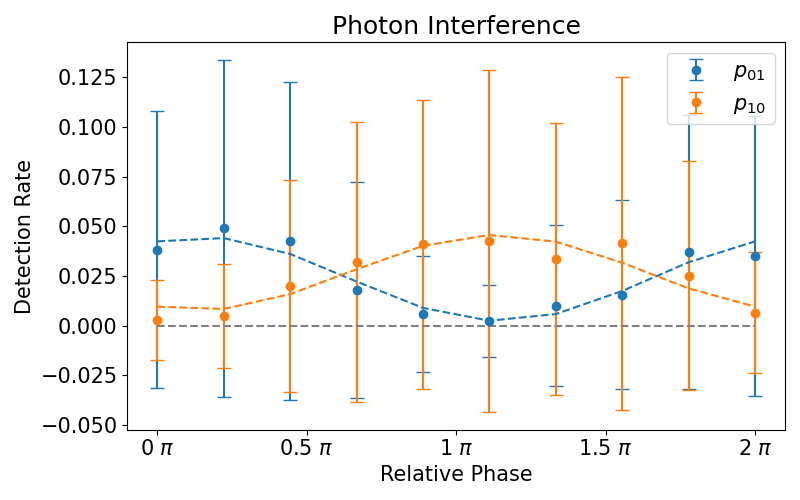 Photon Interference
p₀₁
p₁₀
Detection Rate
0.125
0.100
0.075
0.050
0.025
0.000
−0.025
−0.050
0 π 0.5 π 1 π 1.5 π 2 π
Relative Phase